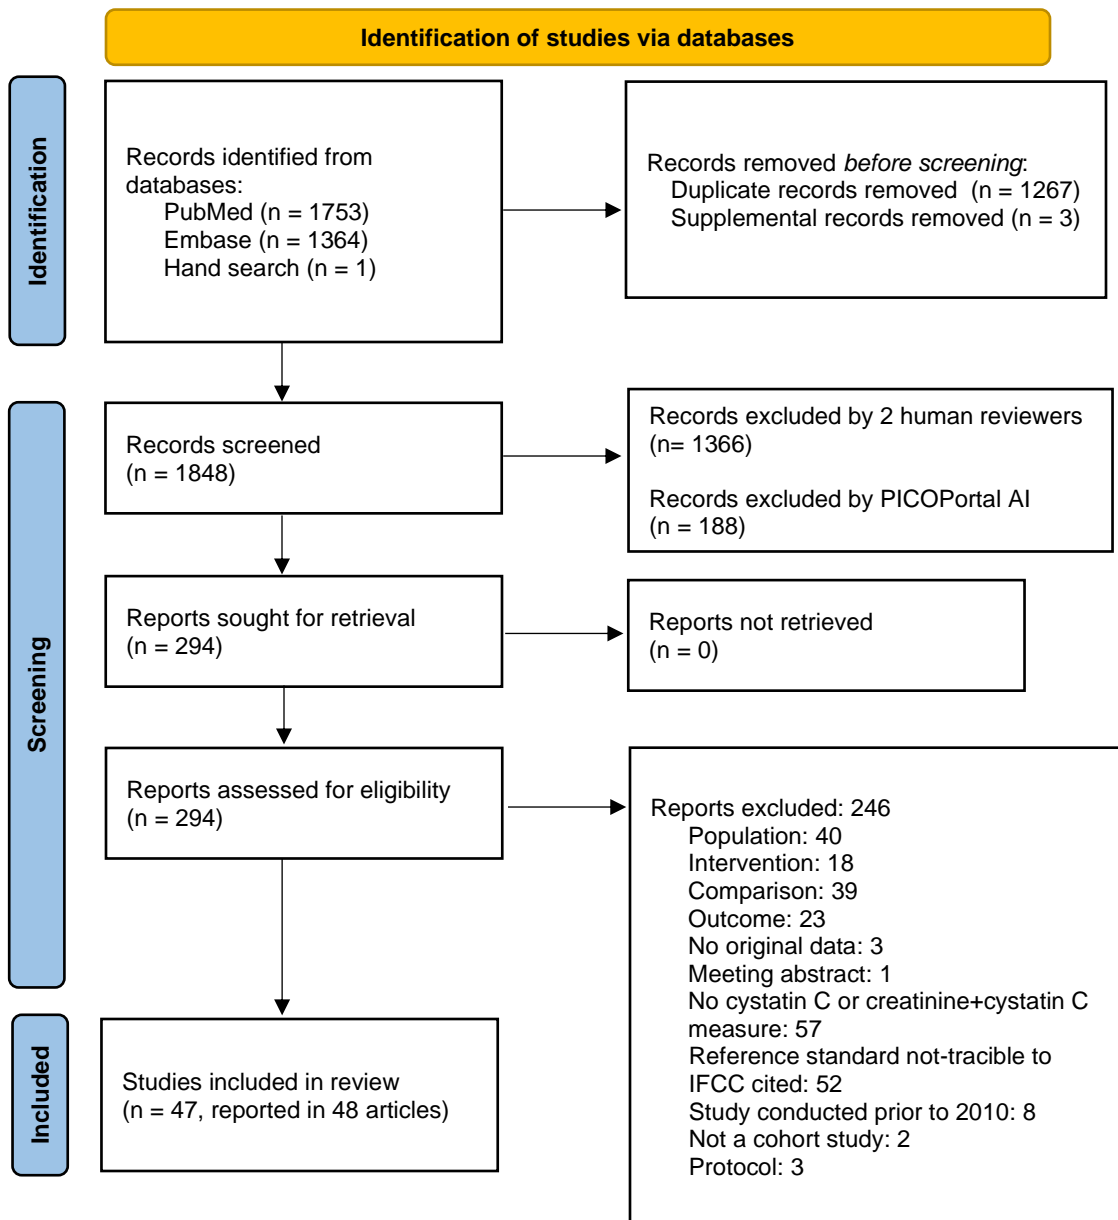 Identification of studies via databases
Identification
Records identified from
databases:
PubMed (n = 1753)
Embase (n = 1364)
Hand search (n = 1)
Records removed before screening:
Duplicate records removed  (n = 1267)
Supplemental records removed (n = 3)
Screening
Records screened
(n = 1848)
Records excluded by 2 human reviewers
(n= 1366)
Records excluded by PICOPortal AI
(n = 188)
Reports sought for retrieval
(n = 294)
Reports not retrieved
(n = 0)
Reports assessed for eligibility
(n = 294)
Reports excluded: 246
Population: 40
Intervention: 18
Comparison: 39
Outcome: 23
No original data: 3
Meeting abstract: 1
No cystatin C or creatinine+cystatin C
measure: 57
Reference standard not-tracible to
IFCC cited: 52
Study conducted prior to 2010: 8
Not a cohort study: 2
Protocol: 3
Included
Studies included in review
(n = 47, reported in 48 articles)